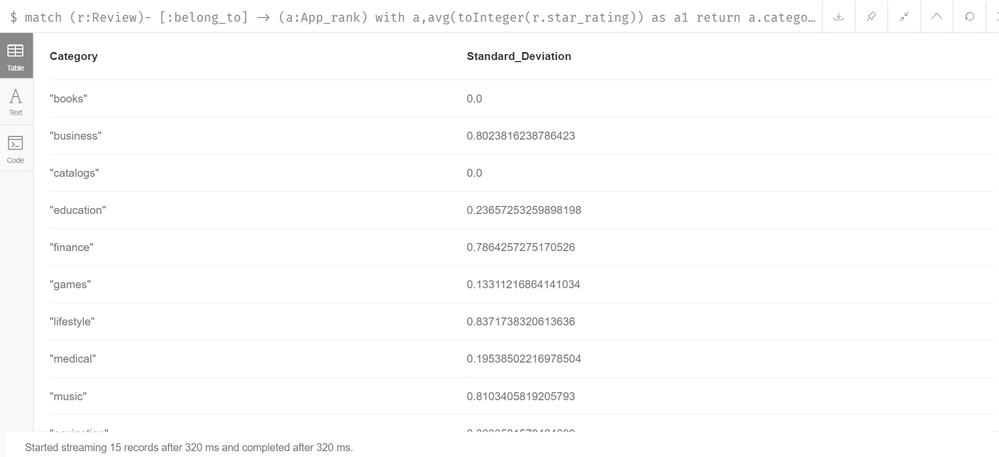 $ match (r:Review)- [:belong_to] → (a:App_rank) with a,avg(toInteger(r.star_rating)) as a1 return a.catego…
Table
Text
Code
Category Standard_Deviation
"books" 0.0
"business" 0.8023816238786423
"catalogs" 0.0
"education" 0.23657253259898198
"finance" 0.7864257275170526
"games" 0.13311216864141034
"lifestyle" 0.8371738320613636
"medical" 0.19538502216978504
"music" 0.8103405819205793
"navigation"
Started streaming 15 records after 320 ms and completed after 320 ms.